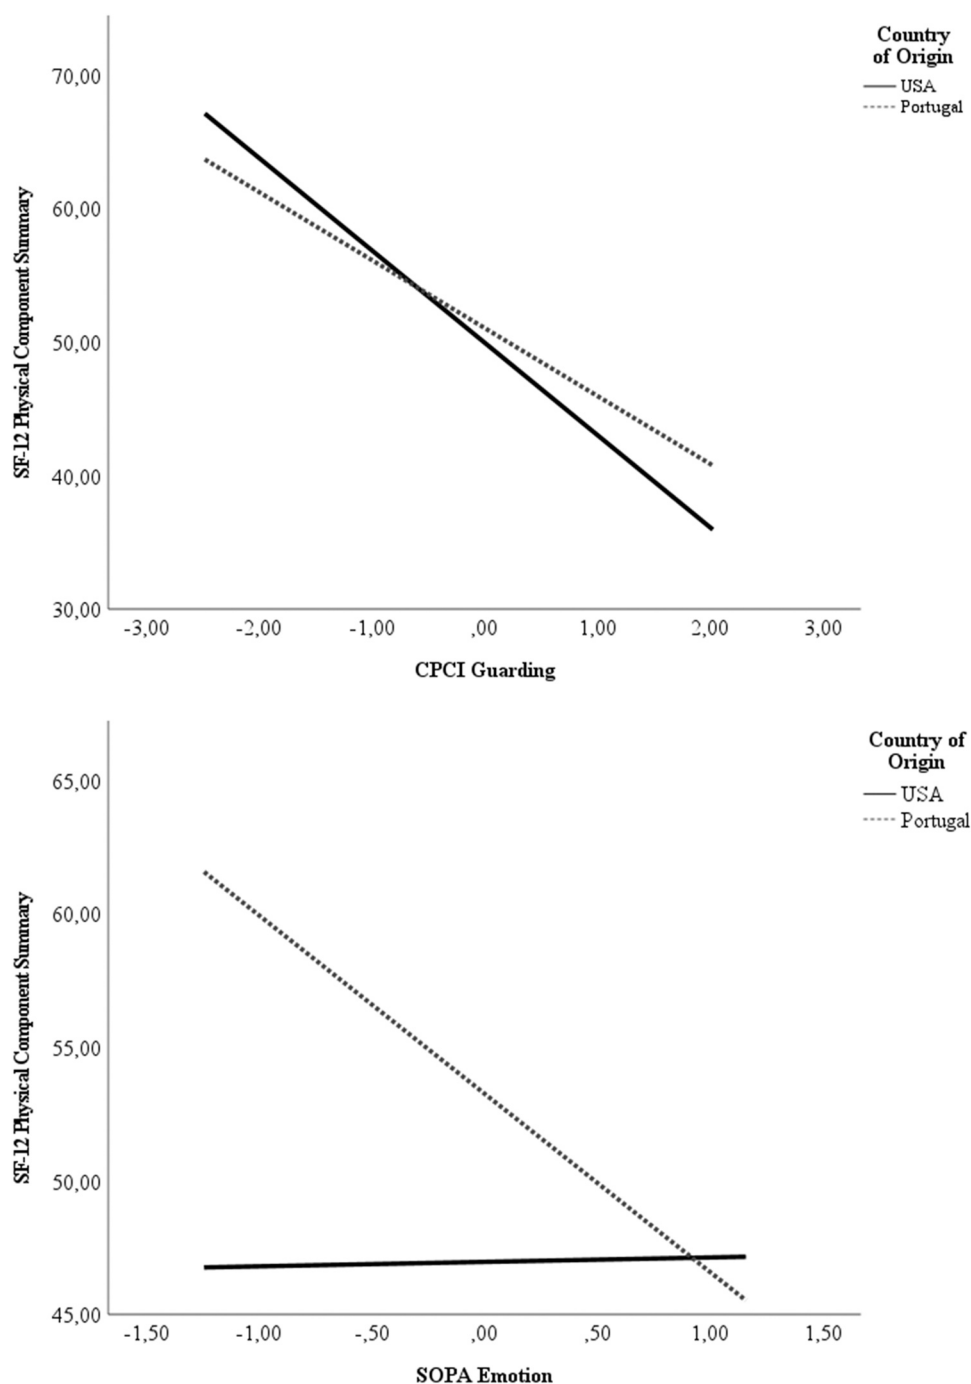 Country
of Origin
USA
Portugal
70,00
60,00
50,00
40,00
30,00
SF-12 Physical Component Summary
-3,00 -2,00 -1,00 ,00 1,00 2,00 3,00
CPCI Guarding
Country of
Origin
USA
Portugal
65,00
60,00
55,00
50,00
45,00
SF-12 Physical Component Summary
-1,50 -1,00 -,50 ,00 ,50 1,00 1,50
SOPA Emotion